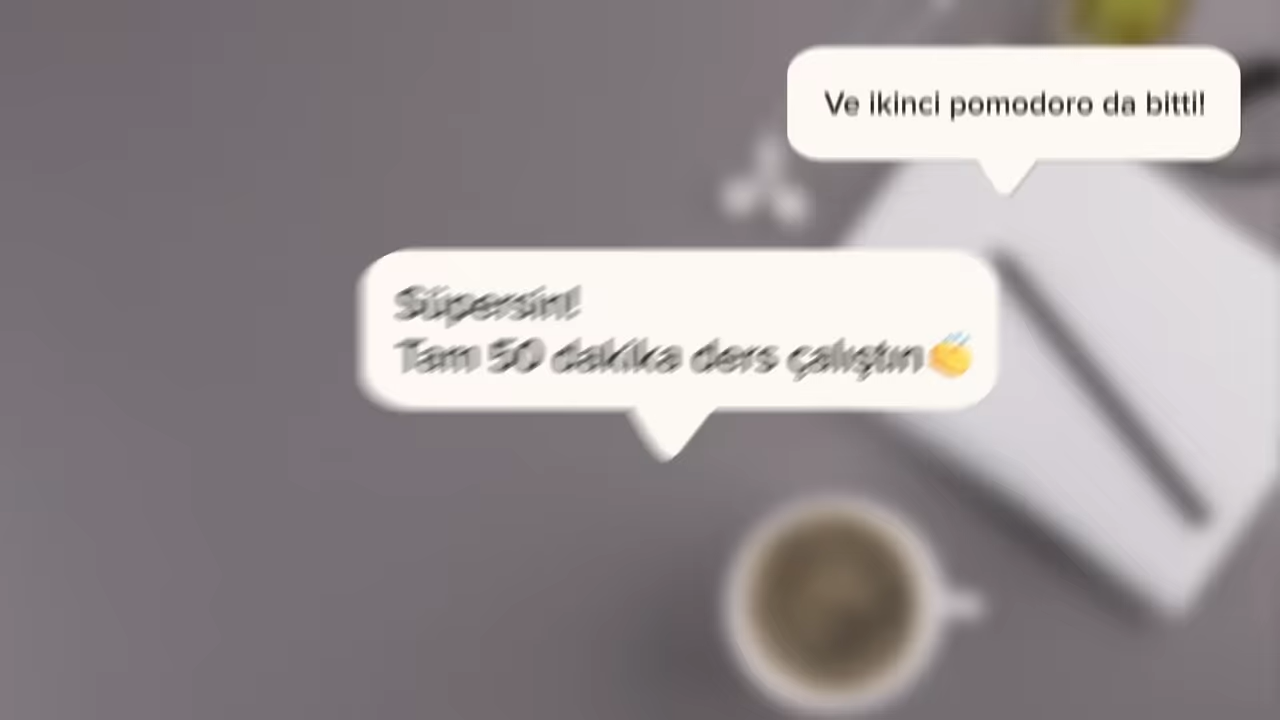 Ve ikinci pomodoro da bitti!
Süpersin!
Tam 50 dakika ders çalıştın👏